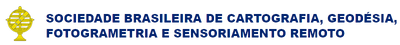 SOCIEDADE BRASILEIRA DE CARTOGRAFIA, GEODÉSIA,
FOTOGRAMETRIA E SENSORIAMENTO REMOTO